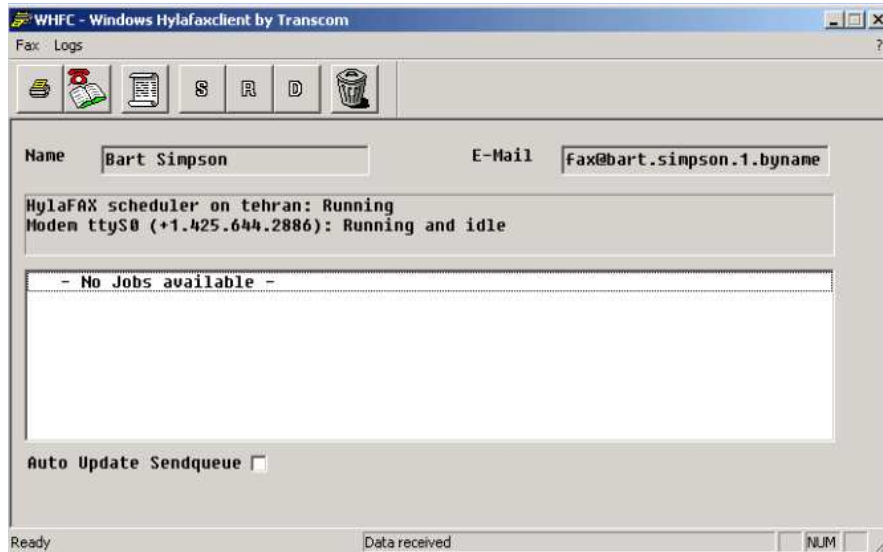 WHFC - Windows Hylafaxclient by Transcom
Fax Logs ?
S R D
Name Bart Simpson E-Mail fax@bart.simpson.1.byname
HylaFAX scheduler on tehran: Running
Modem ttyS0 (+1.425.644.2886): Running and idle
- No Jobs available -
Auto Update Sendqueue
Ready Data received NUM